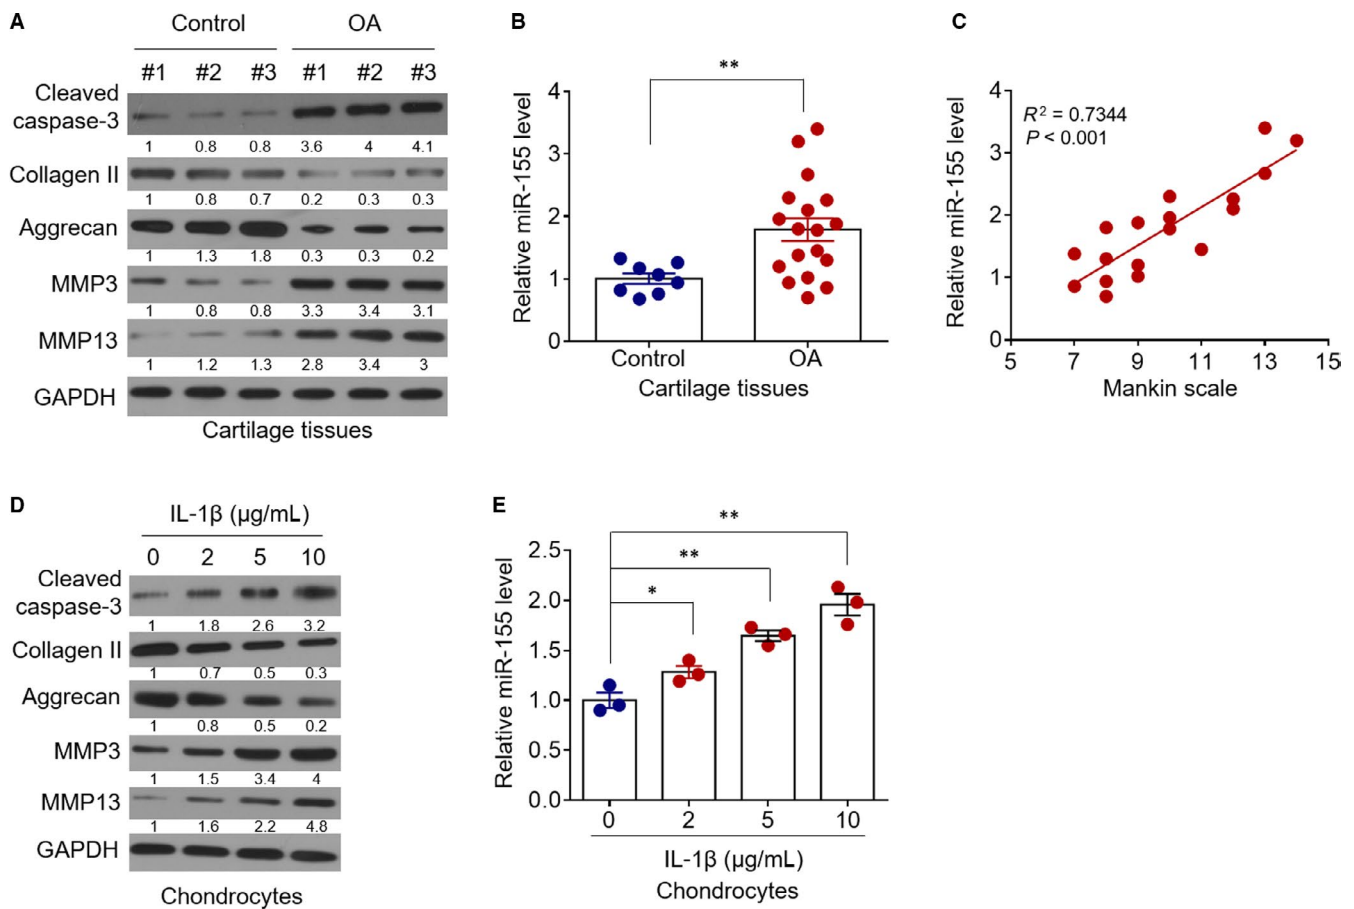 A
Control OA
#1 #2 #3 #1 #2 #3
Cleaved
caspase-3
1 0.8 0.8 3.6 4 4.1
Collagen II
1 0.8 0.7 0.2 0.3 0.3
Aggrecan
1 1.3 1.8 0.3 0.3 0.2
MMP3
1 0.8 0.8 3.3 3.4 3.1
MMP13
1 1.2 1.3 2.8 3.4 3
GAPDH
Cartilage tissues
B
**
Relative miR-155 level
4
3
2
1
0
Control OA
Cartilage tissues
C
R² = 0.7344
P < 0.001
Relative miR-155 level
4
3
2
1
0
5 7 9 11 13 15
Mankin scale
D
IL-1β (µg/mL)
0 2 5 10
Cleaved
caspase-3
1 1.8 2.6 3.2
Collagen II
1 0.7 0.5 0.3
Aggrecan
1 0.8 0.5 0.2
MMP3
1 1.5 3.4 4
MMP13
1 1.6 2.2 4.8
GAPDH
Chondrocytes
E
**
**
*
Relative miR-155 level
2.5
2.0
1.5
1.0
0.5
0.0
0 2 5 10
IL-1β (µg/mL)
Chondrocytes